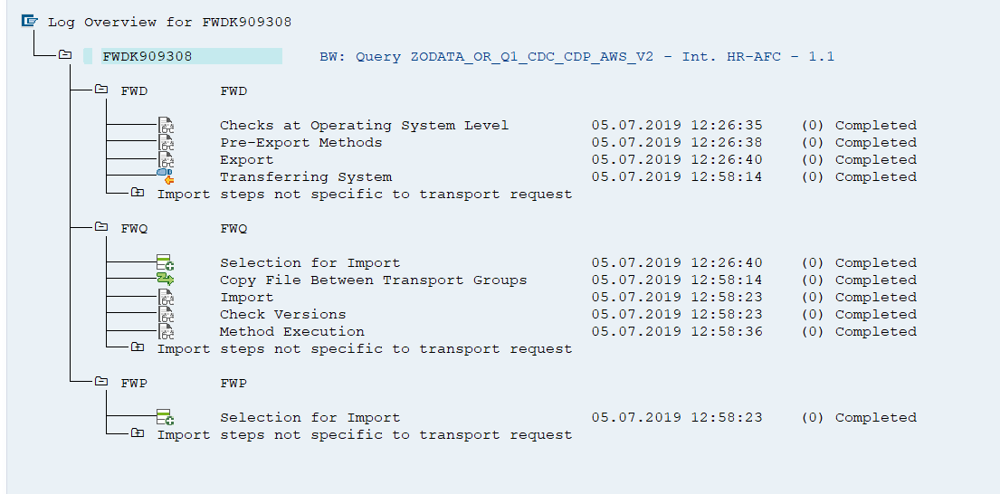 Log Overview for FWDK909308
FWDK909308 BW: Query ZODATA_OR_Q1_CDC_CDP_AWS_V2 - Int. HR-AFC - 1.1
FWD FWD
Checks at Operating System Level 05.07.2019 12:26:35 (0) Completed
Pre-Export Methods 05.07.2019 12:26:38 (0) Completed
Export 05.07.2019 12:26:40 (0) Completed
Transferring System 05.07.2019 12:58:14 (0) Completed
Import steps not specific to transport request
FWQ FWQ
Selection for Import 05.07.2019 12:26:40 (0) Completed
Copy File Between Transport Groups 05.07.2019 12:58:14 (0) Completed
Import 05.07.2019 12:58:23 (0) Completed
Check Versions 05.07.2019 12:58:23 (0) Completed
Method Execution 05.07.2019 12:58:36 (0) Completed
Import steps not specific to transport request
FWP FWP
Selection for Import 05.07.2019 12:58:23 (0) Completed
Import steps not specific to transport request